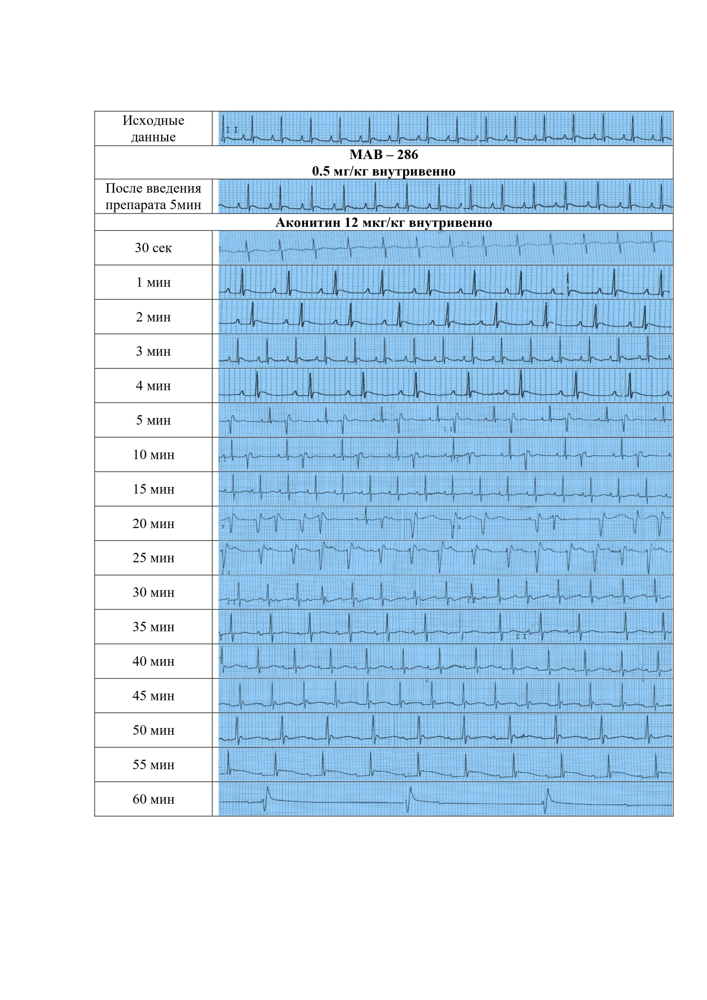 Исходные
данные
I I
МАВ – 286
0.5 мг/кг внутривенно
После введения
препарата 5мин
Аконитин 12 мкг/кг внутривенно
30 сек
I I
1 мин
2 мин
3 мин
4 мин
5 мин
I I
10 мин
I I
I I
15 мин
20 мин
I
I I
25 мин
I I
30 мин
I I
I I
35 мин
I
I I
40 мин
45 мин
I
I
50 мин
55 мин
60 мин